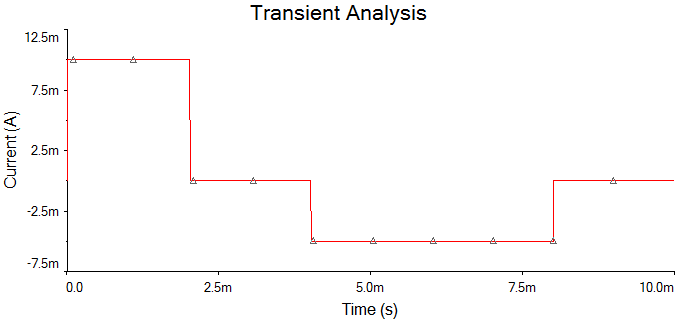 Transient Analysis
12.5m
7.5m
2.5m
-2.5m
-7.5m
Current (A)
0.0 2.5m 5.0m 7.5m 10.0m
Time (s)